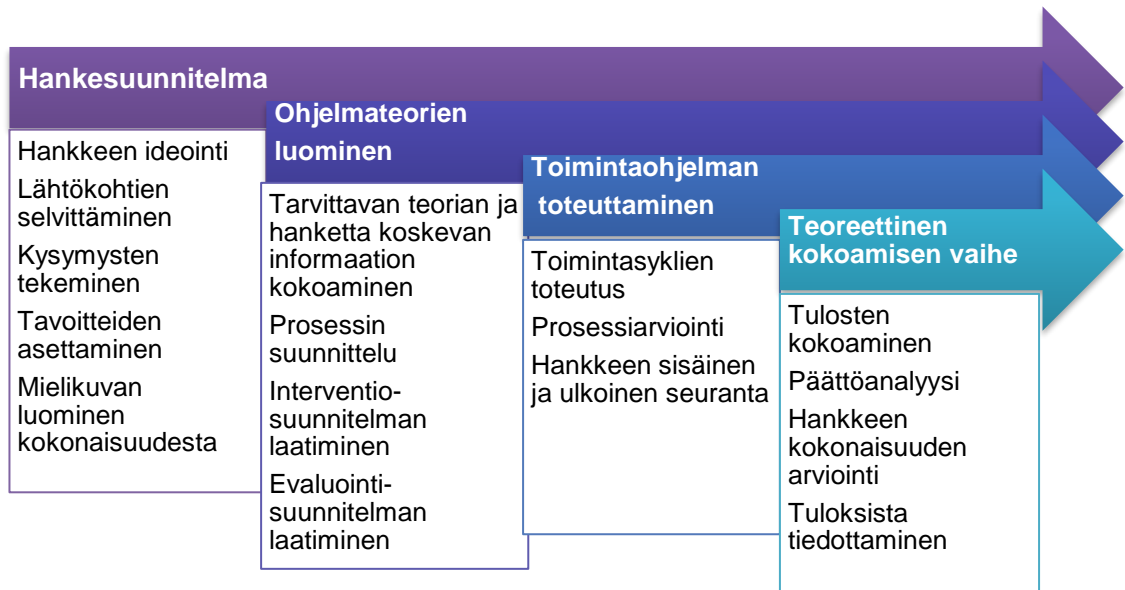 Hankesuunnitelma
Hankkeen ideointi
Lähtökohtien
selvittäminen
Kysymysten
tekeminen
Tavoitteiden
asettaminen
Mielikuvan
luominen
kokonaisuudesta
Ohjelmateorien
luominen
Tarvittavan teorian ja
hanketta koskevan
informaation
kokoaminen
Prosessin
suunnittelu
Interventio-
suunnitelman
laatiminen
Evaluointi-
suunnitelman
laatiminen
Toimintaohjelman
toteuttaminen
Toimintasyklien
toteutus
Prosessiarviointi
Hankkeen sisäinen
ja ulkoinen seuranta
Teoreettinen
kokoamisen vaihe
Tulosten
kokoaminen
Päättöanalyysi
Hankkeen
kokonaisuuden
arviointi
Tuloksista
tiedottaminen